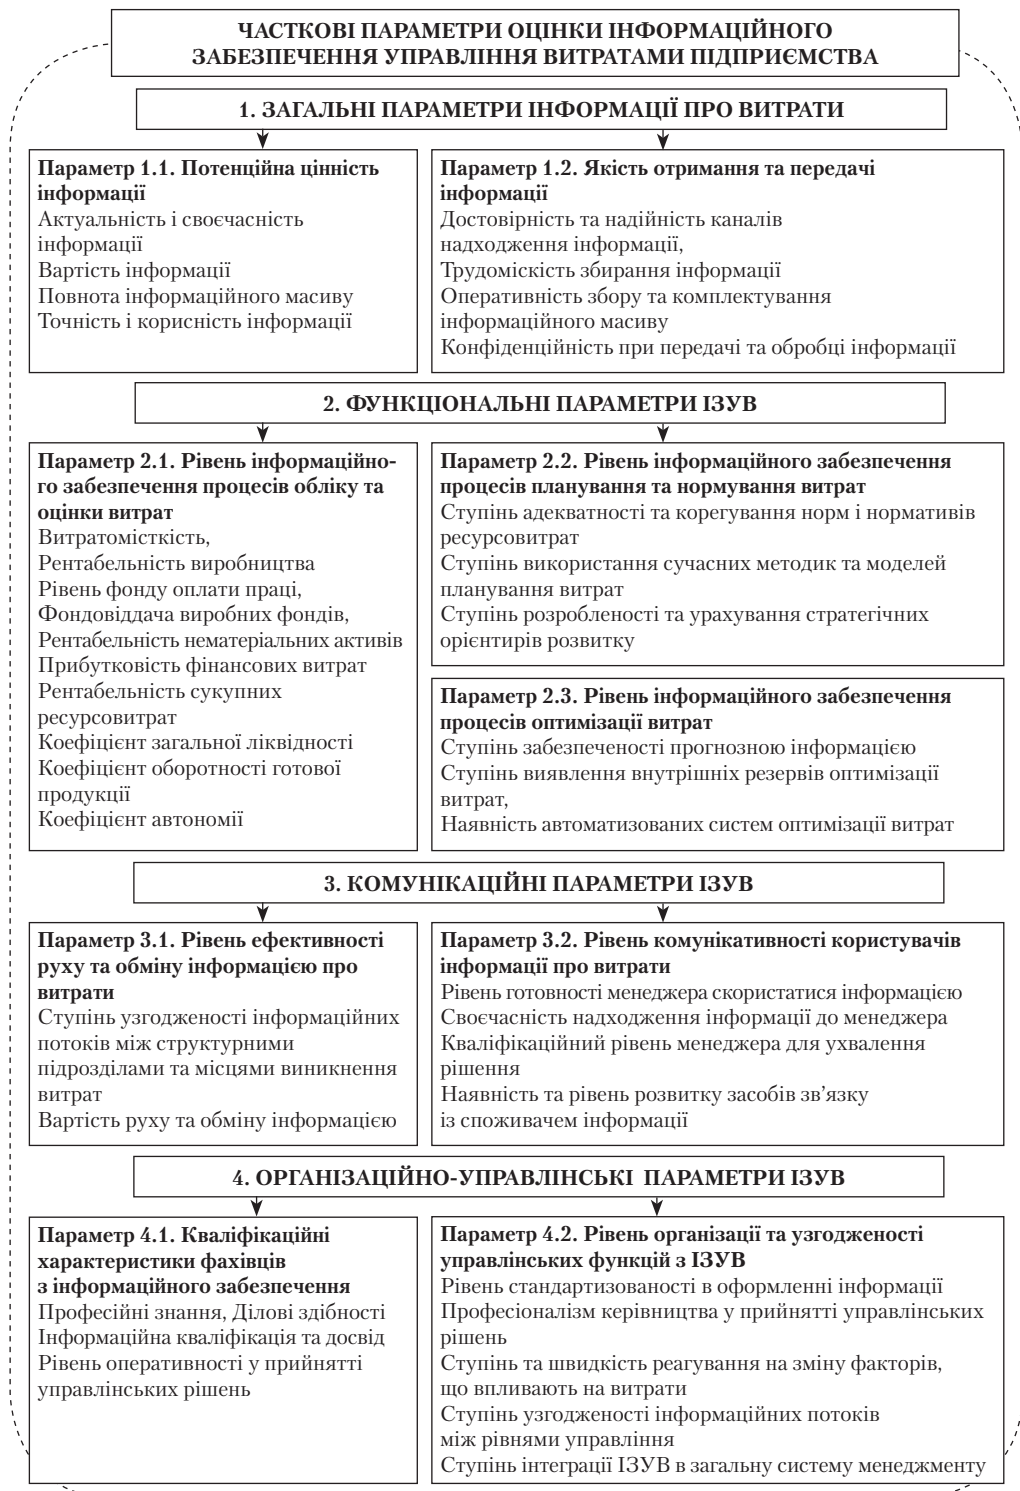 ЧАСТКОВІ ПАРАМЕТРИ ОЦІНКИ ІНФОРМАЦІЙНОГО
ЗАБЕЗПЕЧЕННЯ УПРАВЛІННЯ ВИТРАТАМИ ПІДПРИЄМСТВА
1. ЗАГАЛЬНІ ПАРАМЕТРИ ІНФОРМАЦІЇ ПРО ВИТРАТИ
Параметр 1.1. Потенційна цінність
інформації
Актуальність і своєчасність
інформації
Вартість інформації
Повнота інформаційного масиву
Точність і корисність інформації
Параметр 1.2. Якість отримання та передачі
інформації
Достовірність та надійність каналів
надходження інформації,
Трудоміскість збирання інформації
Оперативність збору та комплектування
інформаційного масиву
Конфіденційність при передачі та обробці інформації
2. ФУНКЦІОНАЛЬНІ ПАРАМЕТРИ ІЗУВ
Параметр 2.1. Рівень інформаційно-
го забезпечення процесів обліку та
оцінки витрат
Витратомісткість,
Рентабельність виробництва
Рівень фонду оплати праці,
Фондовіддача виробних фондів,
Рентабельність нематеріальних активів
Прибутковість фінансових витрат
Рентабельність сукупних
ресурсовитрат
Коефіцієнт загальної ліквідності
Коефіцієнт оборотності готової
продукції
Коефіцієнт автономії
Параметр 2.2. Рівень інформаційного забезпечення
процесів планування та нормування витрат
Ступінь адекватності та корегування норм і нормативів
ресурсовитрат
Ступінь використання сучасних методик та моделей
планування витрат
Ступінь розробленості та урахування стратегічних
орієнтирів розвитку
Параметр 2.3. Рівень інформаційного забезпечення
процесів оптимізації витрат
Ступінь забезпеченості прогнозною інформацією
Ступінь виявлення внутрішніх резервів оптимізації
витрат,
Наявність автоматизованих систем оптимізації витрат
3. КОМУНІКАЦІЙНІ ПАРАМЕТРИ ІЗУВ
Параметр 3.1. Рівень ефективності
руху та обміну інформацією про
витрати
Ступінь узгодженості інформаційних
потоків між структурними
підрозділами та місцями виникнення
витрат
Вартість руху та обміну інформацією
Параметр 3.2. Рівень комунікативності користувачів
інформації про витрати
Рівень готовності менеджера скористатися інформацією
Своєчасність надходження інформації до менеджера
Кваліфікаційний рівень менеджера для ухвалення
рішення
Наявність та рівень розвитку засобів зв’язку
із споживачем інформації
4. ОРГАНІЗАЦІЙНО-УПРАВЛІНСЬКІ ПАРАМЕТРИ ІЗУВ
Параметр 4.1. Кваліфікаційні
характеристики фахівців
з інформаційного забезпечення
Професійні знання, Ділові здібності
Інформаційна кваліфікація та досвід
Рівень оперативності у прийнятті
управлінських рішень
Параметр 4.2. Рівень організації та узгодженості
управлінських функцій з ІЗУВ
Рівень стандартизованості в оформленні інформації
Професіоналізм керівництва у прийнятті управлінських
рішень
Ступінь та швидкість реагування на зміну факторів,
що впливають на витрати
Ступінь узгодженості інформаційних потоків
між рівнями управління
Ступінь інтеграції ІЗУВ в загальну систему менеджменту